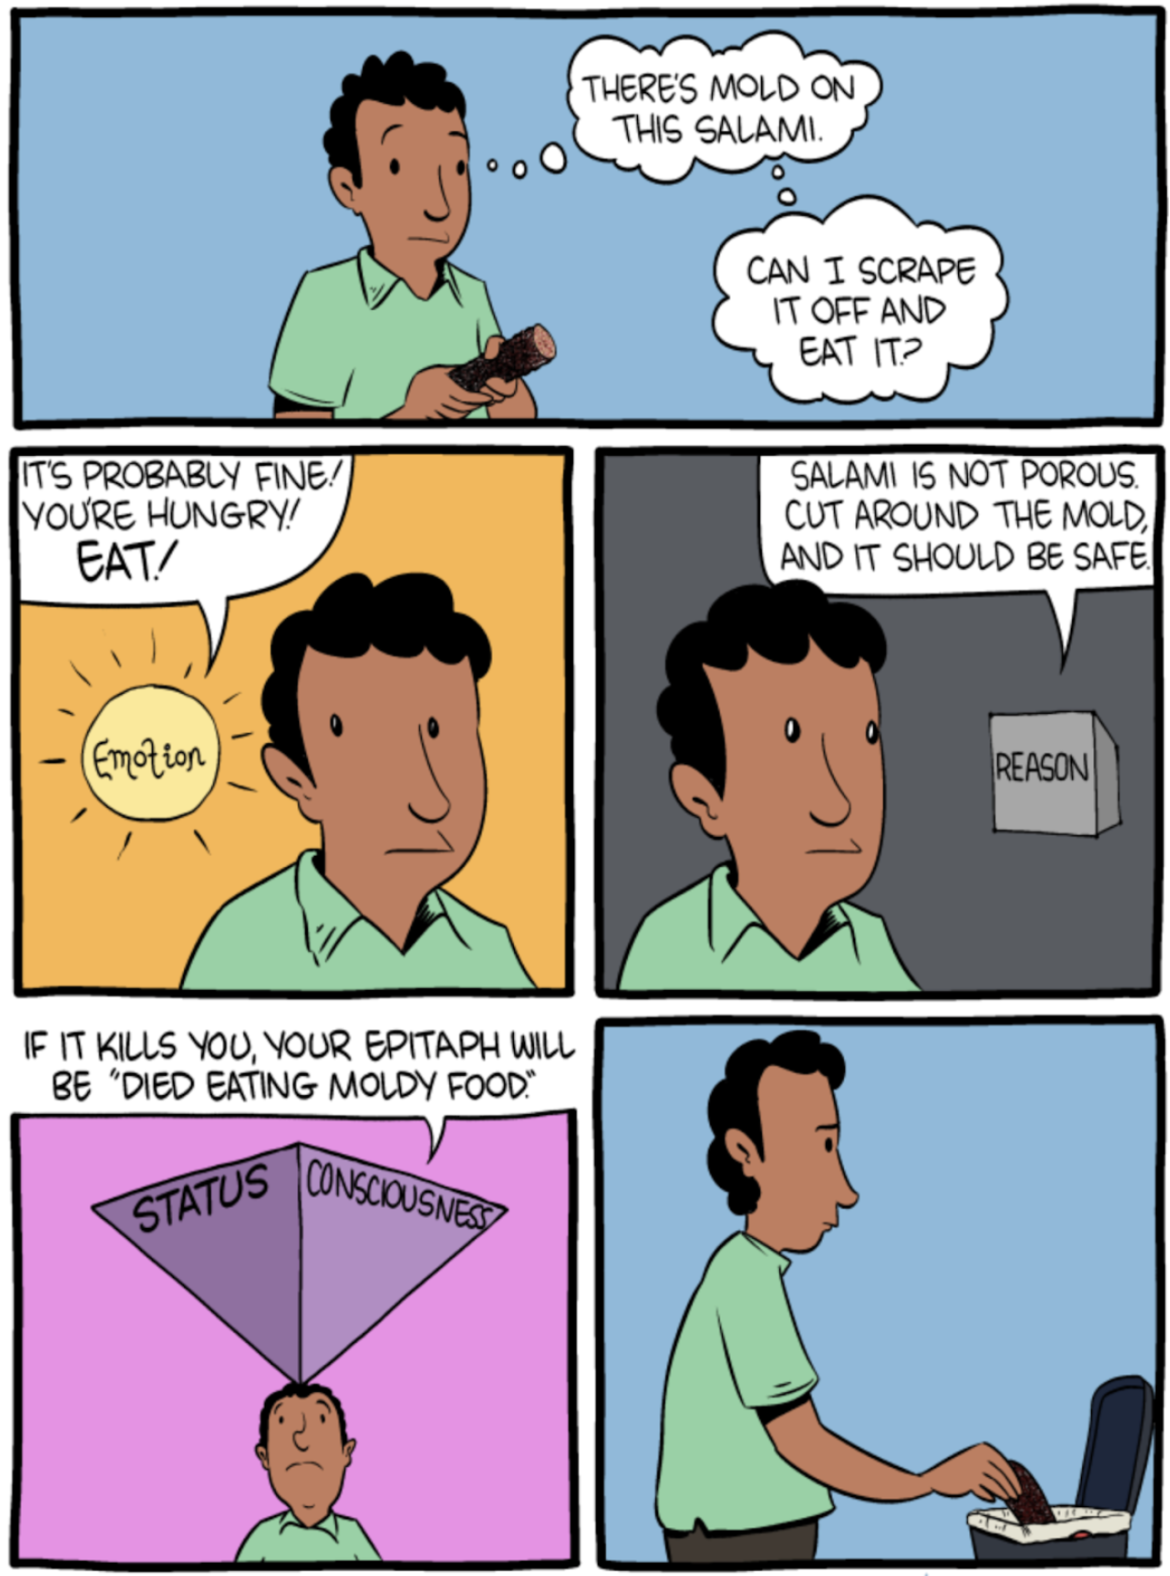 THERE'S MOLD ON
THIS SALAMI.
CAN I SCRAPE
IT OFF AND
EAT IT?
IT'S PROBABLY FINE!
YOU'RE HUNGRY!
EAT!
Emotion
SALAMI IS NOT POROUS.
CUT AROUND THE MOLD,
AND IT SHOULD BE SAFE.
REASON
IF IT KILLS YOU, YOUR EPITAPH WILL
BE "DIED EATING MOLDY FOOD."
STATUS CONSCIOUSNESS